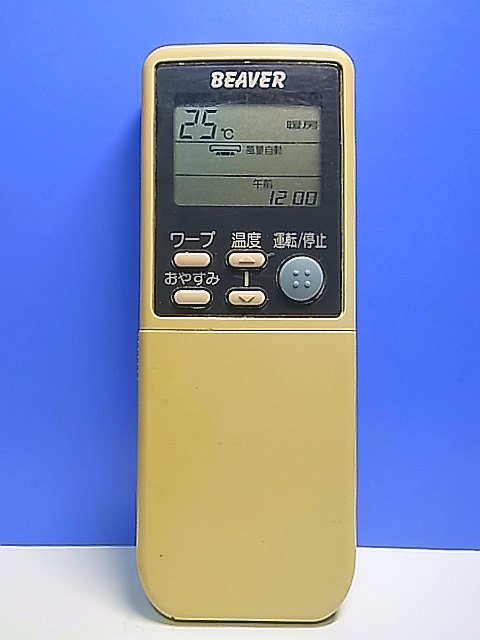 BEAVER
25℃ 暖房
風量自動
午前
12:00
ワープ 温度 運転/停止
おやすみ